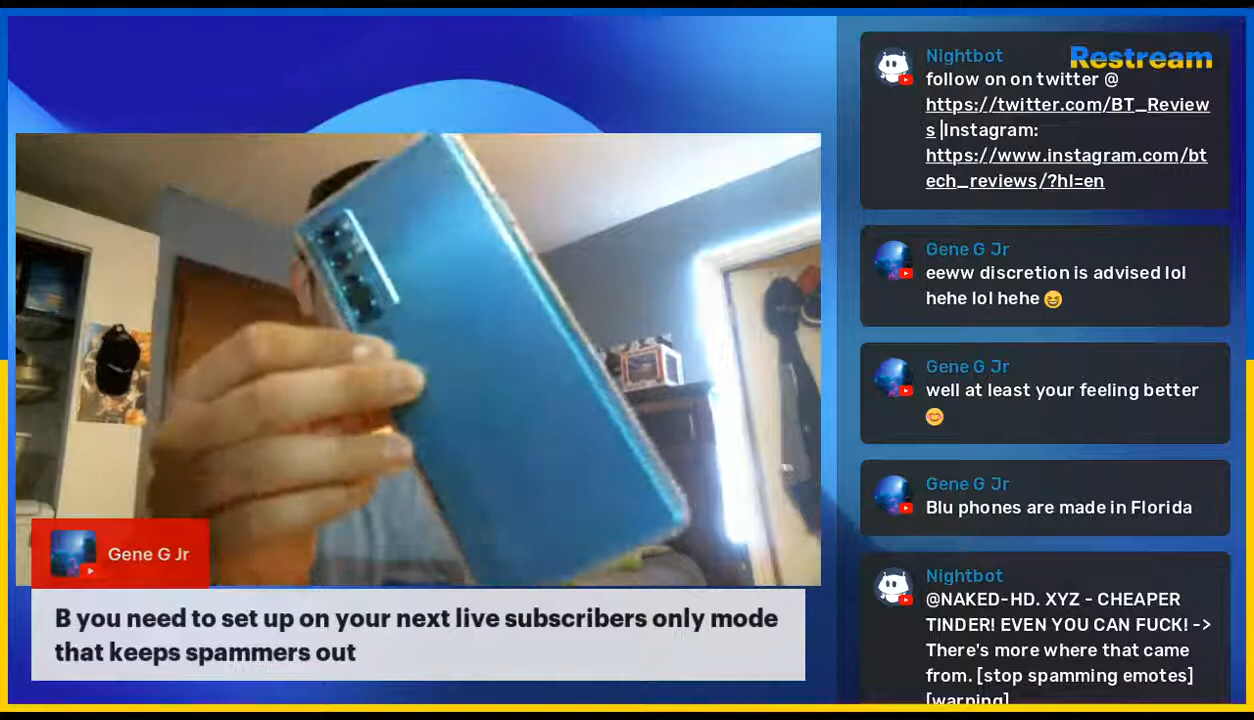 Restream
Nightbot
follow on on twitter @
https://twitter.com/BT_Review
s |Instagram:
https://www.instagram.com/bt
ech_reviews/?hl=en
Gene G Jr
eeww discretion is advised lol
hehe lol hehe 😆
Gene G Jr
well at least your feeling better
😊
Gene G Jr
Blu phones are made in Florida
Nightbot
@NAKED-HD. XYZ - CHEAPER
TINDER! EVEN YOU CAN FUCK! ->
There's more where that came
from. [stop spamming emotes]
[warning]
Gene G Jr
B you need to set up on your next live subscribers only mode
that keeps spammers out